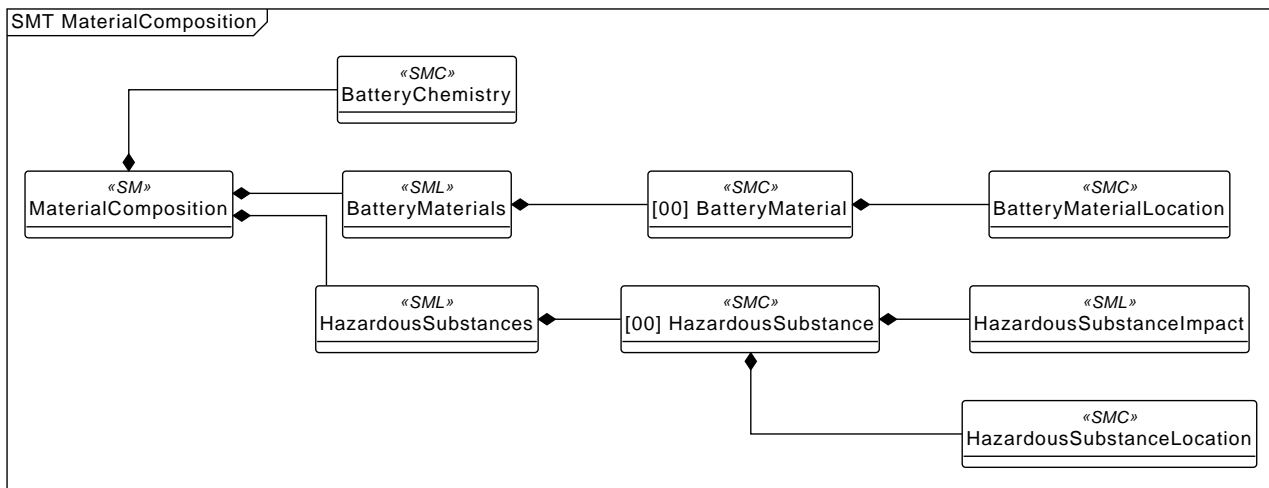 SMT MaterialComposition
«SMC»
BatteryChemistry
«SM»
MaterialComposition
«SML»
BatteryMaterials
«SMC»
[00] BatteryMaterial
«SMC»
BatteryMaterialLocation
«SML»
HazardousSubstances
«SMC»
[00] HazardousSubstance
«SML»
HazardousSubstanceImpact
«SMC»
HazardousSubstanceLocation